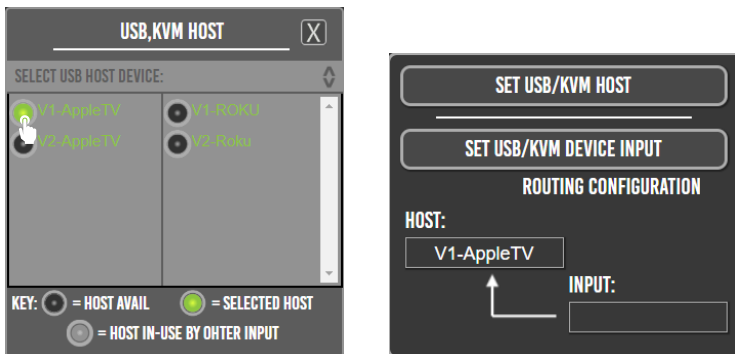 USB,KVM HOST
X
SELECT USB HOST DEVICE:
V1-AppleTV
V1-ROKU
V2-AppleTV
V2-Roku
KEY: = HOST AVAIL = SELECTED HOST
= HOST IN-USE BY OHTER INPUT
SET USB/KVM HOST
SET USB/KVM DEVICE INPUT
ROUTING CONFIGURATION
HOST:
V1-AppleTV
INPUT: